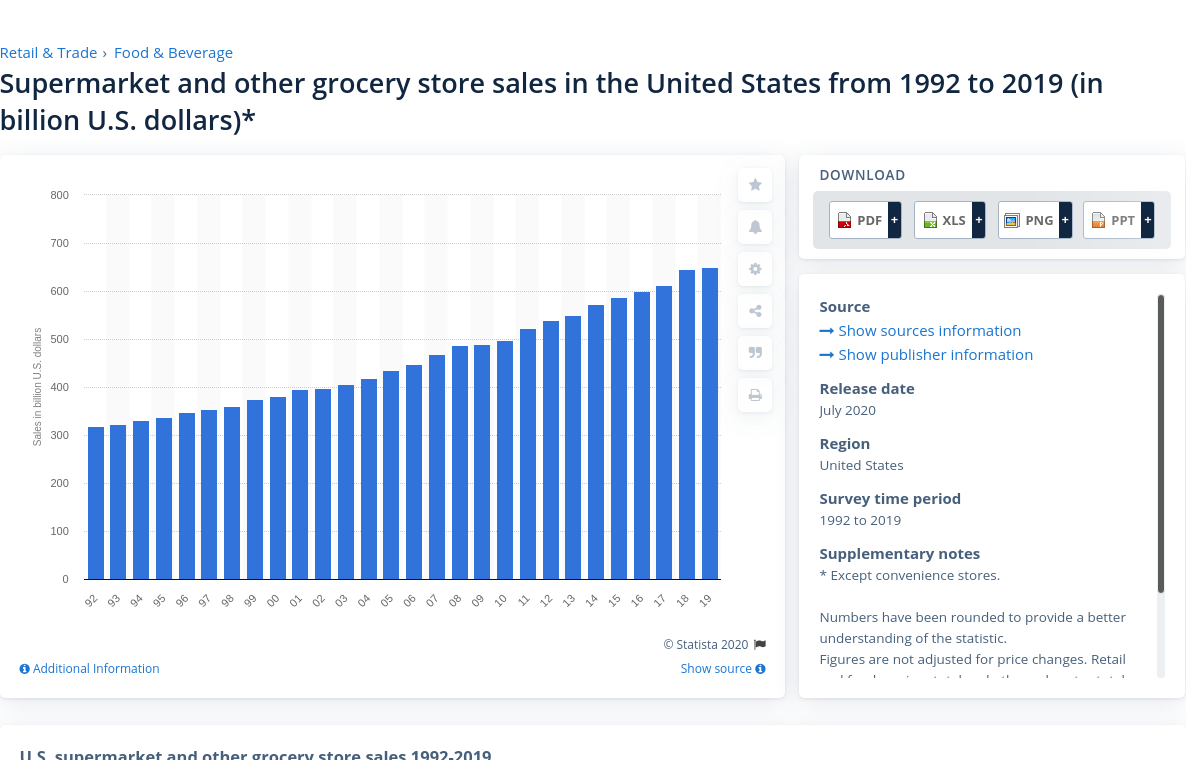 Retail & Trade › Food & Beverage
Supermarket and other grocery store sales in the United States from 1992 to 2019 (in
billion U.S. dollars)*
Sales in billion U.S. dollars
800
700
600
500
400
300
200
100
0
92 93 94 95 96 97 98 99 00 01 02 03 04 05 06 07 08 09 10 11 12 13 14 15 16 17 18 19
© Statista 2020
Additional Information
Show source
DOWNLOAD
PDF + XLS + PNG + PPT +
Source
Show sources information
Show publisher information
Release date
July 2020
Region
United States
Survey time period
1992 to 2019
Supplementary notes
* Except convenience stores.
Numbers have been rounded to provide a better
understanding of the statistic.
Figures are not adjusted for price changes. Retail
U.S. supermarket and other grocery store sales 1992-2019